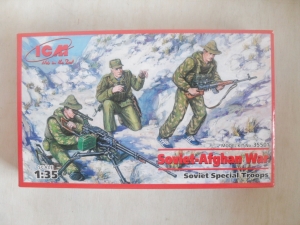 ICM
1:35
Soviet-Afghan War
Soviet Special Troops